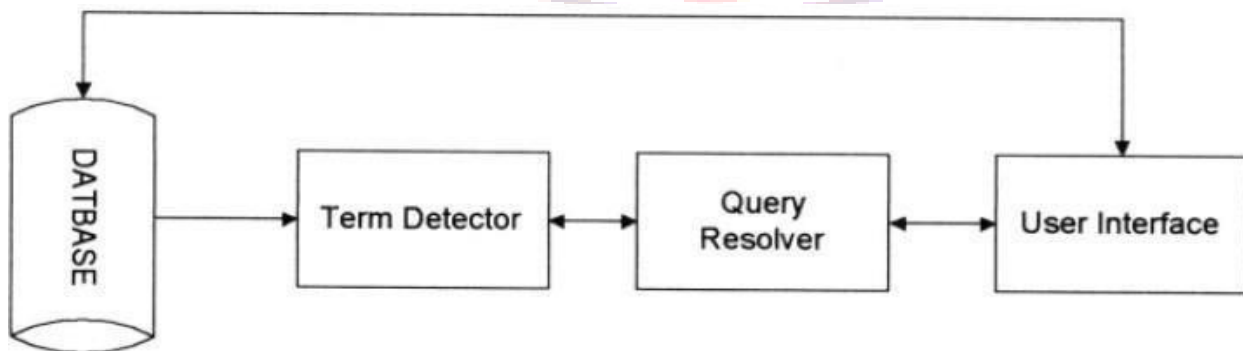 DATBASE
Term Detector
Query
Resolver
User Interface